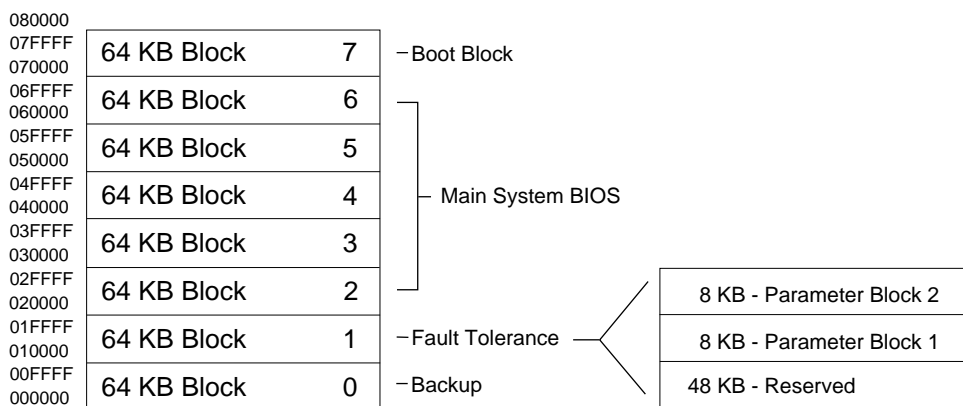 080000
07FFFF
64 KB Block 7
Boot Block
070000
06FFFF
64 KB Block 6
060000
05FFFF
64 KB Block 5
050000
04FFFF
64 KB Block 4
Main System BIOS
040000
03FFFF
64 KB Block 3
030000
02FFFF
64 KB Block 2
8 KB - Parameter Block 2
020000
01FFFF
64 KB Block 1
Fault Tolerance
8 KB - Parameter Block 1
010000
00FFFF
64 KB Block 0
Backup
48 KB - Reserved
000000